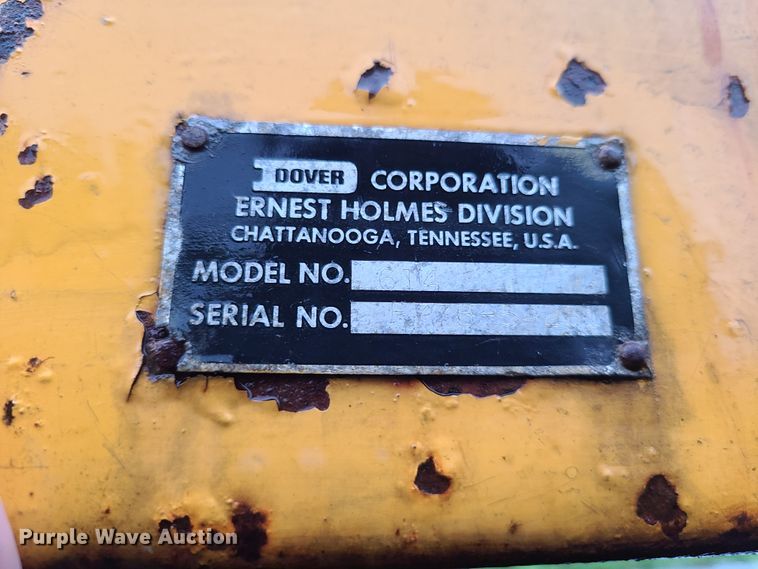 DOVER CORPORATION
ERNEST HOLMES DIVISION
CHATTANOOGA, TENNESSEE, U.S.A.
MODEL NO.
SERIAL NO.
Purple Wave Auction